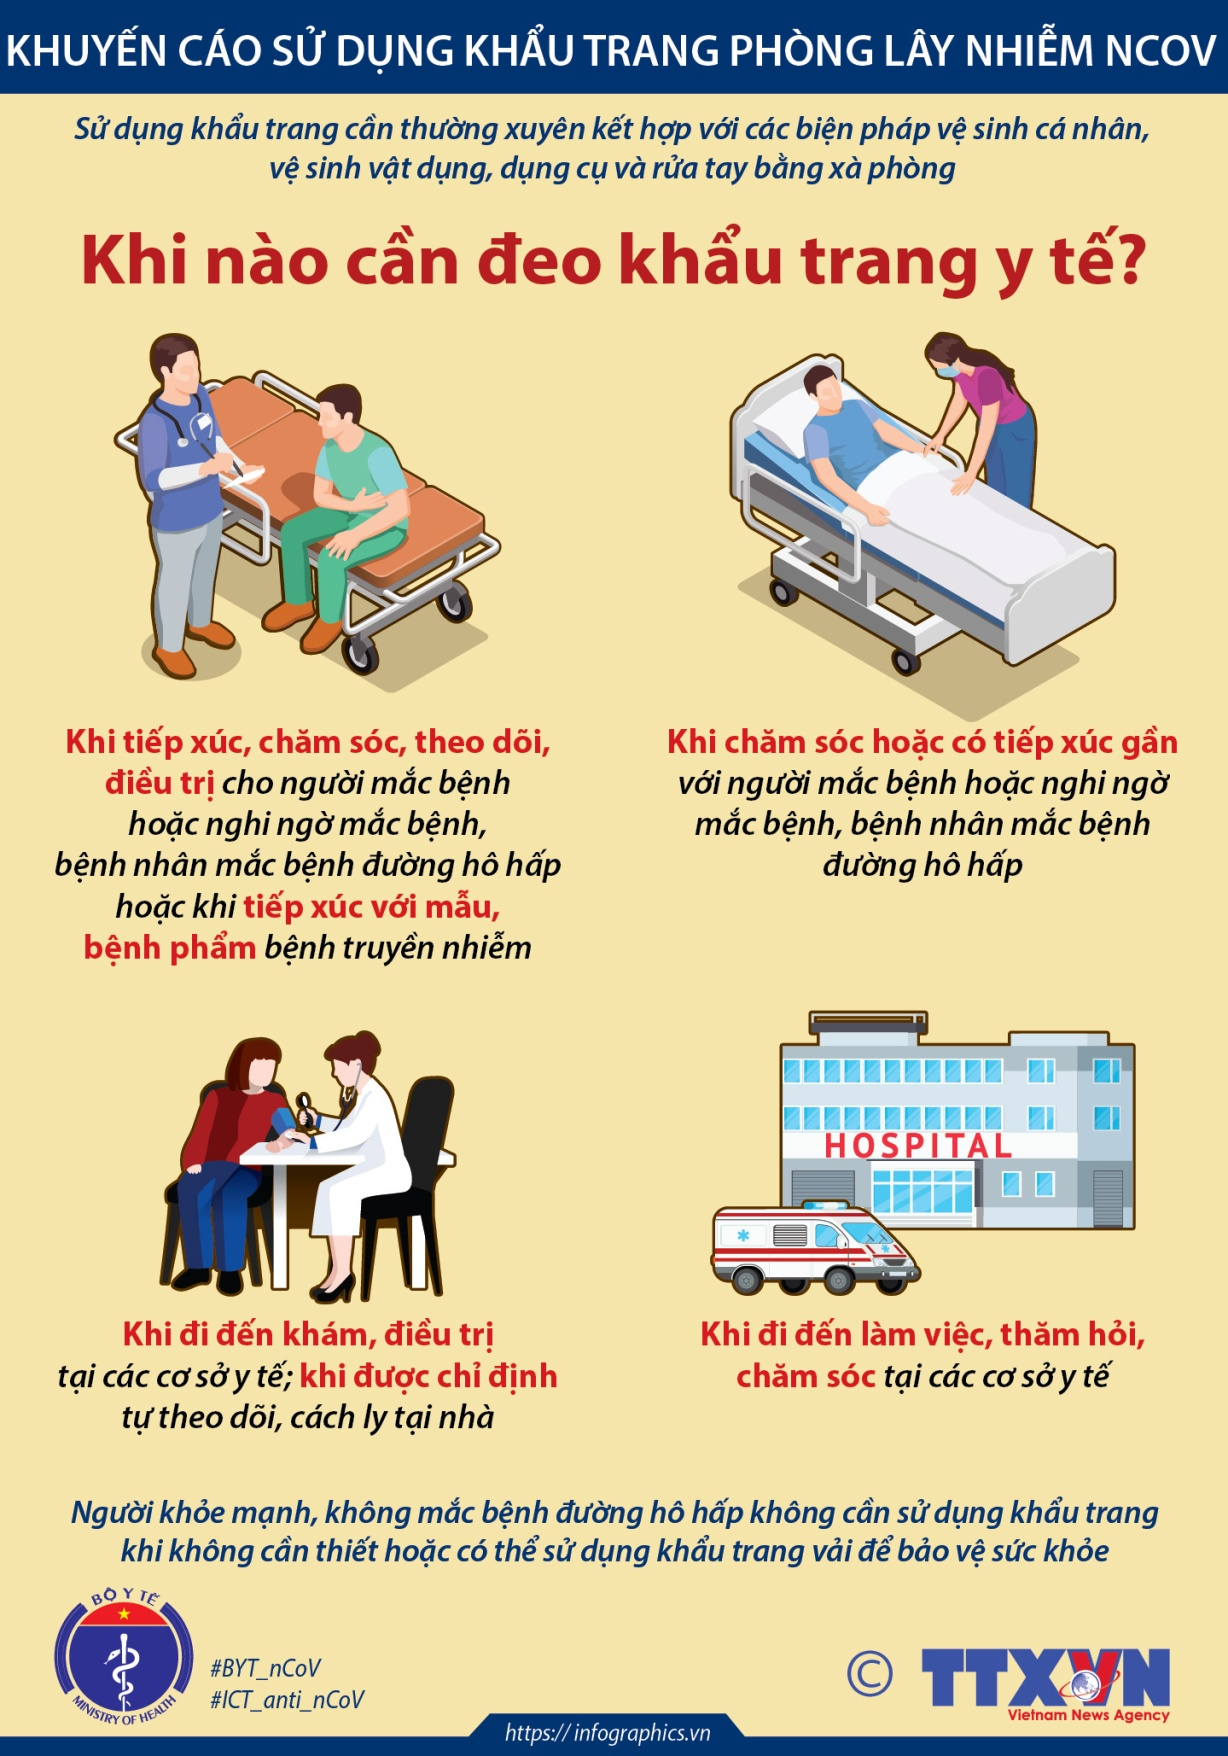 KHUYẾN CÁO SỬ DỤNG KHẨU TRANG PHÒNG LÂY NHIỄM NCOV
Sử dụng khẩu trang cần thường xuyên kết hợp với các biện pháp vệ sinh cá nhân,
vệ sinh vật dụng, dụng cụ và rửa tay bằng xà phòng
Khi nào cần đeo khẩu trang y tế?
Khi tiếp xúc, chăm sóc, theo dõi,
điều trị cho người mắc bệnh
hoặc nghi ngờ mắc bệnh,
bệnh nhân mắc bệnh đường hô hấp
hoặc khi tiếp xúc với mẫu,
bệnh phẩm bệnh truyền nhiễm
Khi chăm sóc hoặc có tiếp xúc gần
với người mắc bệnh hoặc nghi ngờ
mắc bệnh, bệnh nhân mắc bệnh
đường hô hấp
Khi đi đến khám, điều trị
tại các cơ sở y tế; khi được chỉ định
tự theo dõi, cách ly tại nhà
HOSPITAL
Khi đi đến làm việc, thăm hỏi,
chăm sóc tại các cơ sở y tế
Người khỏe mạnh, không mắc bệnh đường hô hấp không cần sử dụng khẩu trang
khi không cần thiết hoặc có thể sử dụng khẩu trang vải để bảo vệ sức khỏe
BỘ Y TẾ
MINISTRY OF HEALTH
#BYT_nCoV
#ICT_anti_nCoV
© TTXVN
Vietnam News Agency
https://infographics.vn